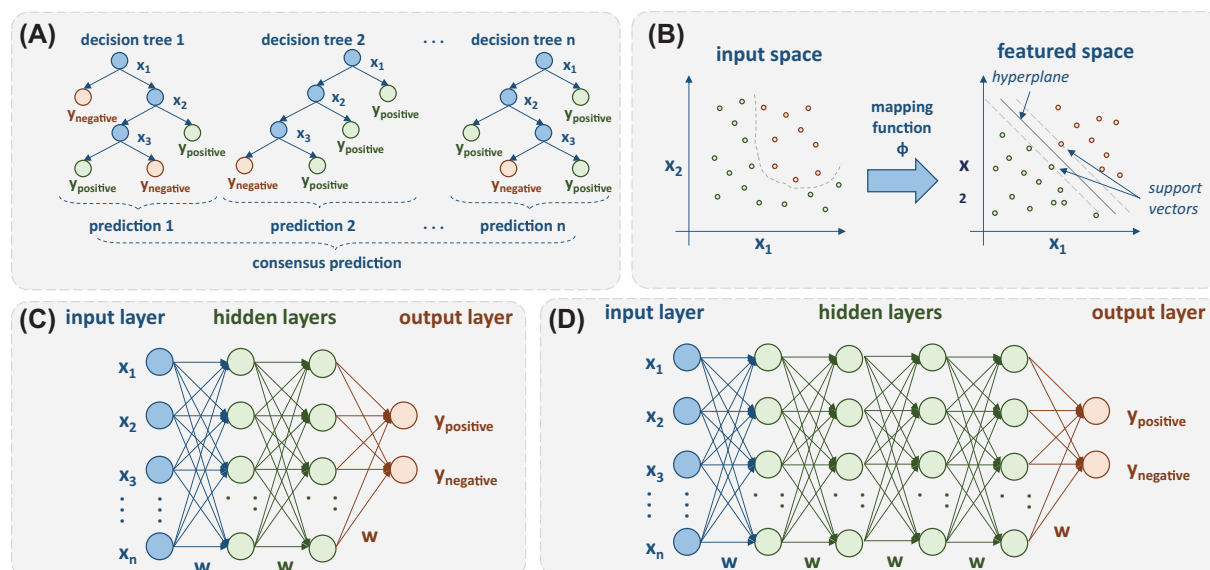 (A)
decision tree 1
decision tree 2
. . .
decision tree n
x1
ynegative
x2
x3
ypositive
ypositive
ynegative
x1
x2
ypositive
x3
ypositive
ynegative
ypositive
x1
x2
ypositive
ypositive
x3
ynegative
ypositive
prediction 1
prediction 2
...
prediction n
consensus prediction
(B)
input space
x2
x1
mapping
function
ϕ
featured space
hyperplane
x
2
x1
support
vectors
(C)
input layer
hidden layers
output layer
x1
x2
x3
xn
ypositive
ynegative
w
w
w
(D)
input layer
hidden layers
output layer
x1
x2
x3
xn
ypositive
ynegative
w
w
w
w
w